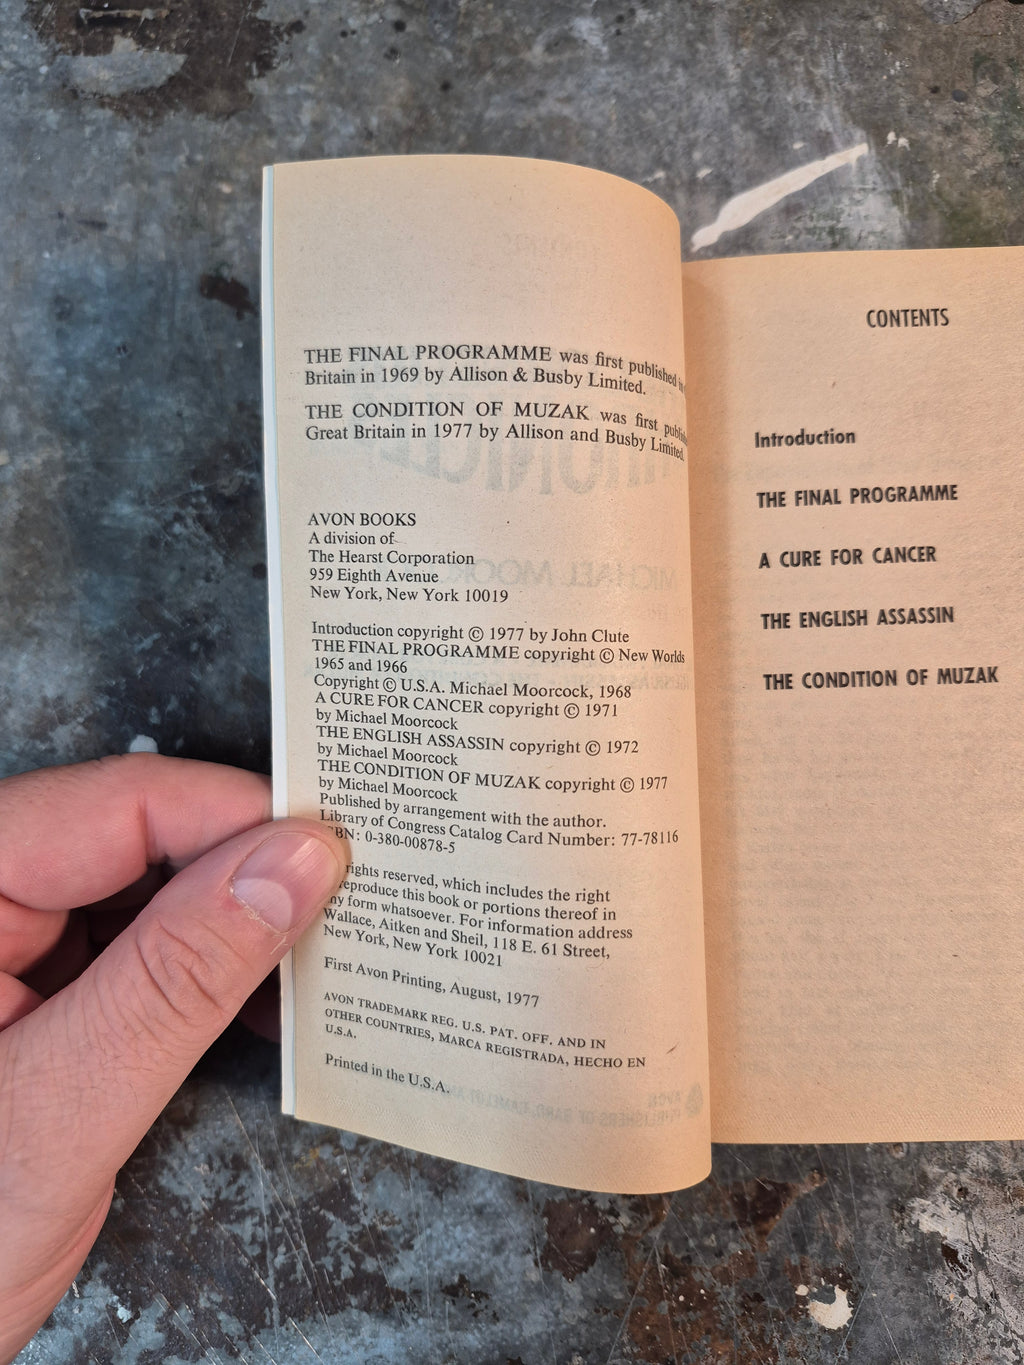 THE FINAL PROGRAMME was first published in
Britain in 1969 by Allison & Busby Limited.
THE CONDITION OF MUZAK was first
Great Britain in 1977 by Allison and Busby Limited.
AVON BOOKS
A division of
The Hearst Corporation
959 Eighth Avenue
New York, New York 10019
Introduction copyright © 1977 by John Clute
THE FINAL PROGRAMME copyright © New Worlds
1965 and 1966
Copyright © U.S.A. Michael Moorcock, 1968
A CURE FOR CANCER copyright © 1971
by Michael Moorcock
THE ENGLISH ASSASSIN copyright © 1972
by Michael Moorcock
THE CONDITION OF MUZAK copyright © 1977
by Michael Moorcock
Published by arrangement with the author.
Library of Congress Catalog Card Number: 77-78116
ISBN: 0-380-00878-5
rights reserved, which includes the right
reproduce this book or portions thereof in
any form whatsoever. For information address
Wallace, Aitken and Sheil, 118 E. 61 Street,
New York, New York 10021
First Avon Printing, August, 1977
AVON TRADEMARK REG. U.S. PAT. OFF. AND IN
OTHER COUNTRIES, MARCA REGISTRADA, HECHO EN
U.S.A.
Printed in the U.S.A.
CONTENTS
Introduction
THE FINAL PROGRAMME
A CURE FOR CANCER
THE ENGLISH ASSASSIN
THE CONDITION OF MUZAK